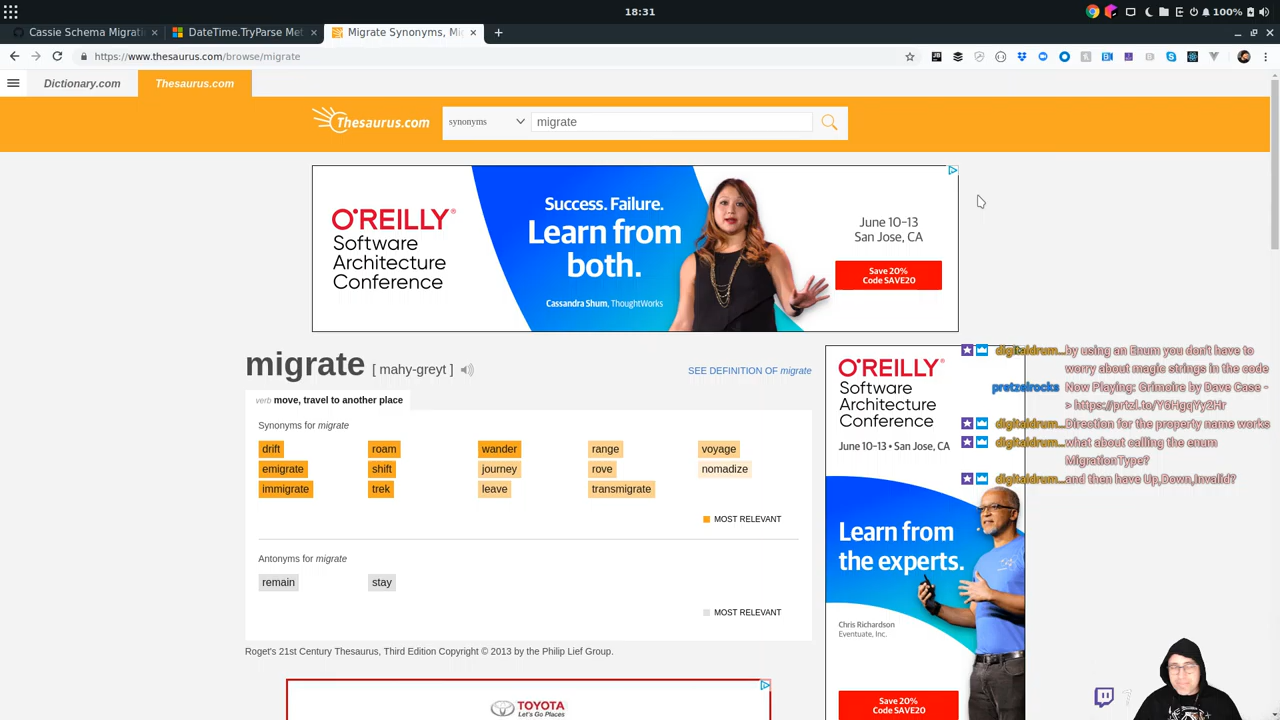 18:31
100%
Cassie Schema Migrati
DateTime.TryParse Met
Migrate Synonyms, Mi
https://www.thesaurus.com/browse/migrate
Dictionary.com
Thesaurus.com
Thesaurus.com
synonyms
migrate
O'REILLY®
Software
Architecture
Conference
Success. Failure.
Learn from
both.
Cassandra Shum, ThoughtWorks
June 10–13
San Jose, CA
Save 20%
Code SAVE20
migrate [ mahy-greyt ]
SEE DEFINITION OF migrate
verb move, travel to another place
Synonyms for migrate
drift roam wander range voyage
emigrate shift journey rove nomadize
immigrate trek leave transmigrate
MOST RELEVANT
Antonyms for migrate
remain stay
MOST RELEVANT
Roget's 21st Century Thesaurus, Third Edition Copyright © 2013 by the Philip Lief Group.
TOYOTA
Let's Go Places
O'REILLY®
Software
Architecture
Conference
June 10–13 • San Jose, CA
Learn from
the experts.
Chris Richardson
Eventuate, Inc.
Save 20%
Code SAVE20
digitaldrum... by using an Enum you don't have to
worry about magic strings in the code
pretzelrocks Now Playing: Grimoire by Dave Case -
> https://prtzl.to/Y6HgqYy2Hr
digitaldrum... Direction for the property name works
digitaldrum... what about calling the enum
MigrationType?
digitaldrum... and then have Up,Down,Invalid?